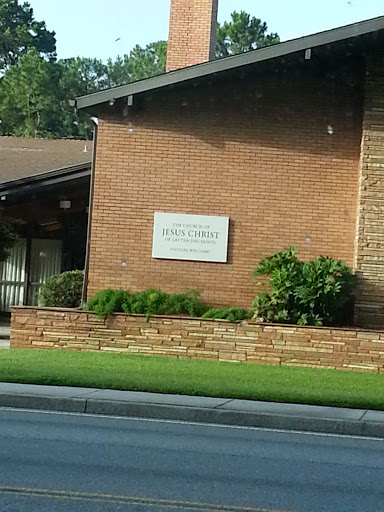 THE CHURCH OF
JESUS CHRIST
OF LATTER-DAY SAINTS
VISITORS WELCOME